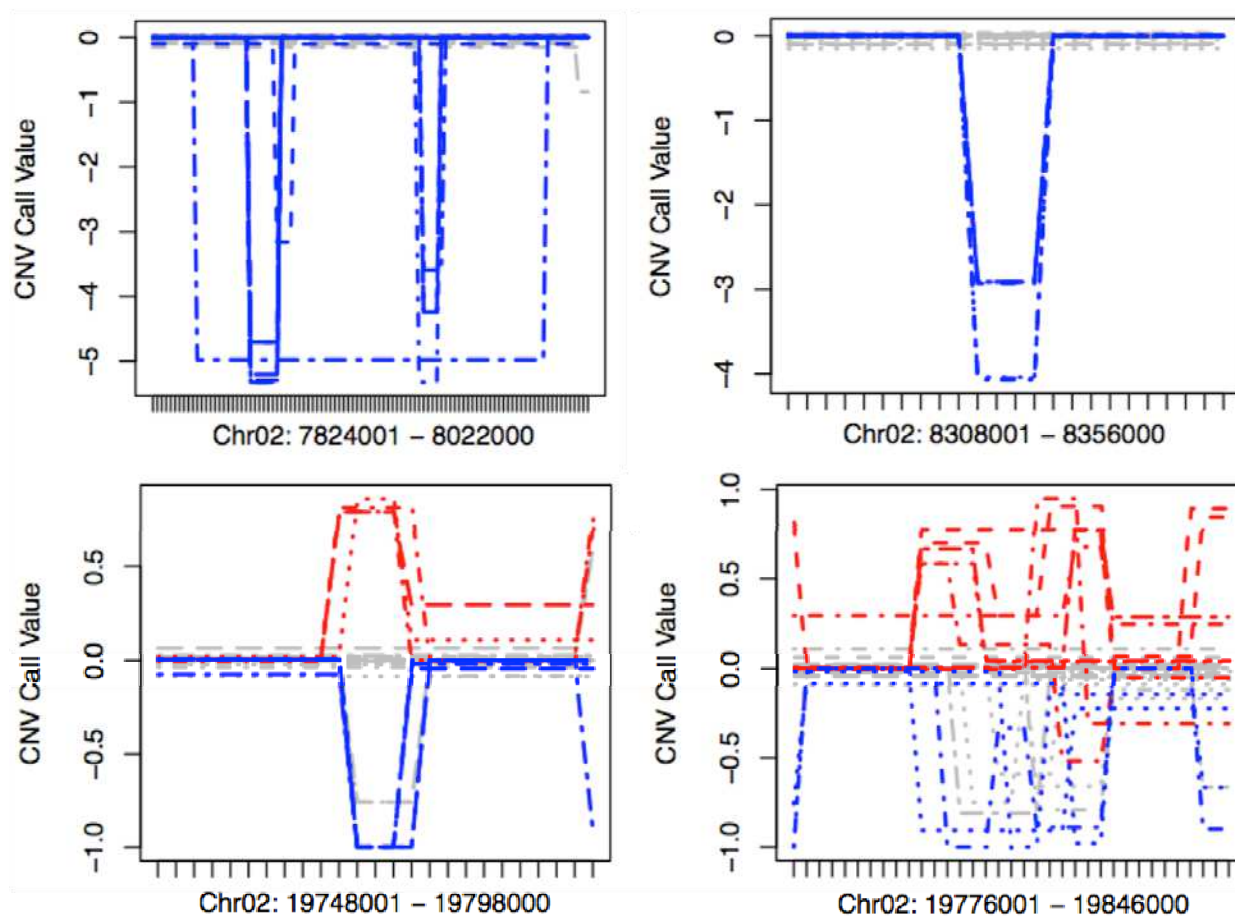 CNV Call Value
0
−1
−2
−3
−4
−5
Chr02: 7824001 − 8022000
CNV Call Value
0
−1
−2
−3
−4
Chr02: 8308001 − 8356000
CNV Call Value
0.5
0.0
−0.5
−1.0
Chr02: 19748001 − 19798000
CNV Call Value
1.0
0.5
0.0
−0.5
−1.0
Chr02: 19776001 − 19846000